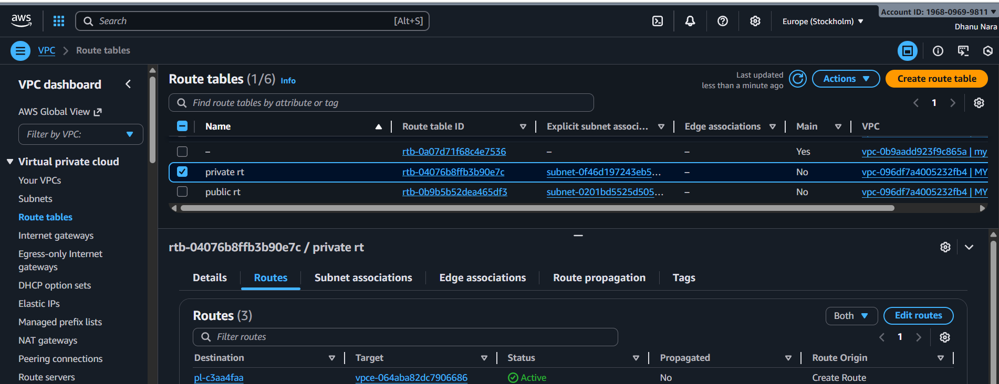 aws
Search [Alt+S]
Europe (Stockholm)
Account ID: 1968-0969-9811
Dhanu Nara
VPC
Route tables
VPC dashboard
AWS Global View
Filter by VPC:
Virtual private cloud
Your VPCs
Subnets
Route tables
Internet gateways
Egress-only Internet
gateways
DHCP option sets
Elastic IPs
Managed prefix lists
NAT gateways
Peering connections
Route servers
Route tables (1/6) Info
Last updated
less than a minute ago
Actions
Create route table
Find route tables by attribute or tag
1
Name Route table ID Explicit subnet associ... Edge associations Main VPC
– rtb-0a07d71f68c4e7536 – – Yes vpc-0b9aadd923f9c865a | my
private rt rtb-04076b8ffb3b90e7c subnet-0f46d197243eb5... – No vpc-096df7a4005232fb4 | MY
public rt rtb-0b9b5b52dea465df3 subnet-0201bd5525d505... – No vpc-096df7a4005232fb4 | MY
rtb-04076b8ffb3b90e7c / private rt
Details Routes Subnet associations Edge associations Route propagation Tags
Routes (3)
Both
Edit routes
Filter routes
1
Destination Target Status Propagated Route Origin
pl-c3aa4faa vpce-064aba82dc7906686 Active No Create Route